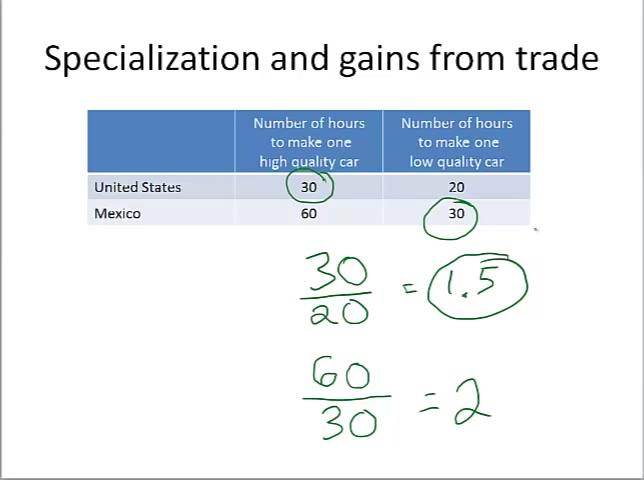 Specialization and gains from trade
Number of hours to make one high quality car
Number of hours to make one low quality car
United States 30 20
Mexico 60 30
30/20 = 1.5
60/30 = 2